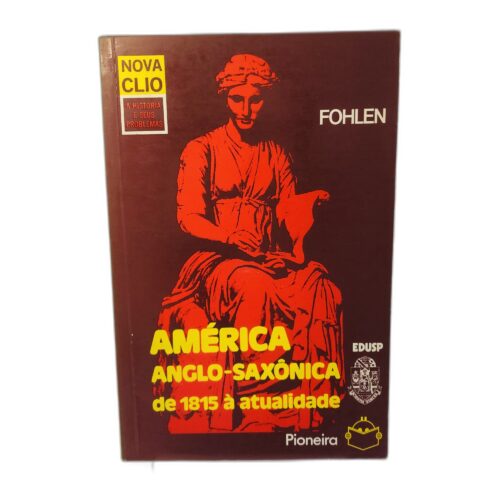 NOVA
CLIO
A HISTÓRIA
E SEUS
PROBLEMAS
FOHLEN
AMÉRICA
ANGLO-SAXÔNICA
de 1815 à atualidade
EDUSP
Pioneira